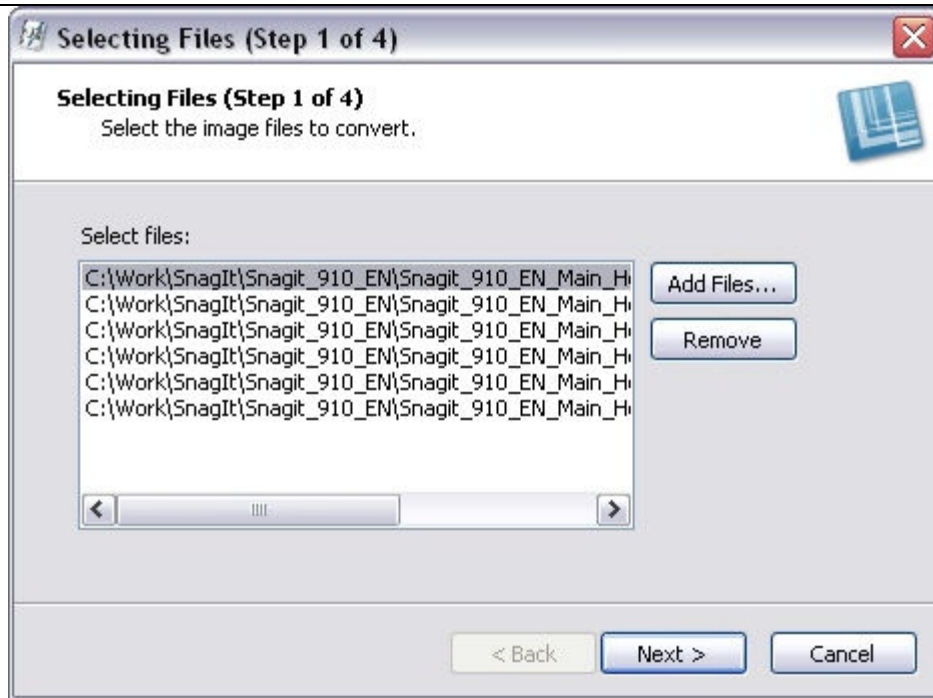 Selecting Files (Step 1 of 4)
Selecting Files (Step 1 of 4)
Select the image files to convert.
Select files:
C:\Work\SnagIt\Snagit_910_EN\Snagit_910_EN_Main_H
C:\Work\SnagIt\Snagit_910_EN\Snagit_910_EN_Main_H
C:\Work\SnagIt\Snagit_910_EN\Snagit_910_EN_Main_H
C:\Work\SnagIt\Snagit_910_EN\Snagit_910_EN_Main_H
C:\Work\SnagIt\Snagit_910_EN\Snagit_910_EN_Main_H
C:\Work\SnagIt\Snagit_910_EN\Snagit_910_EN_Main_H
Add Files...
Remove
< Back
Next >
Cancel